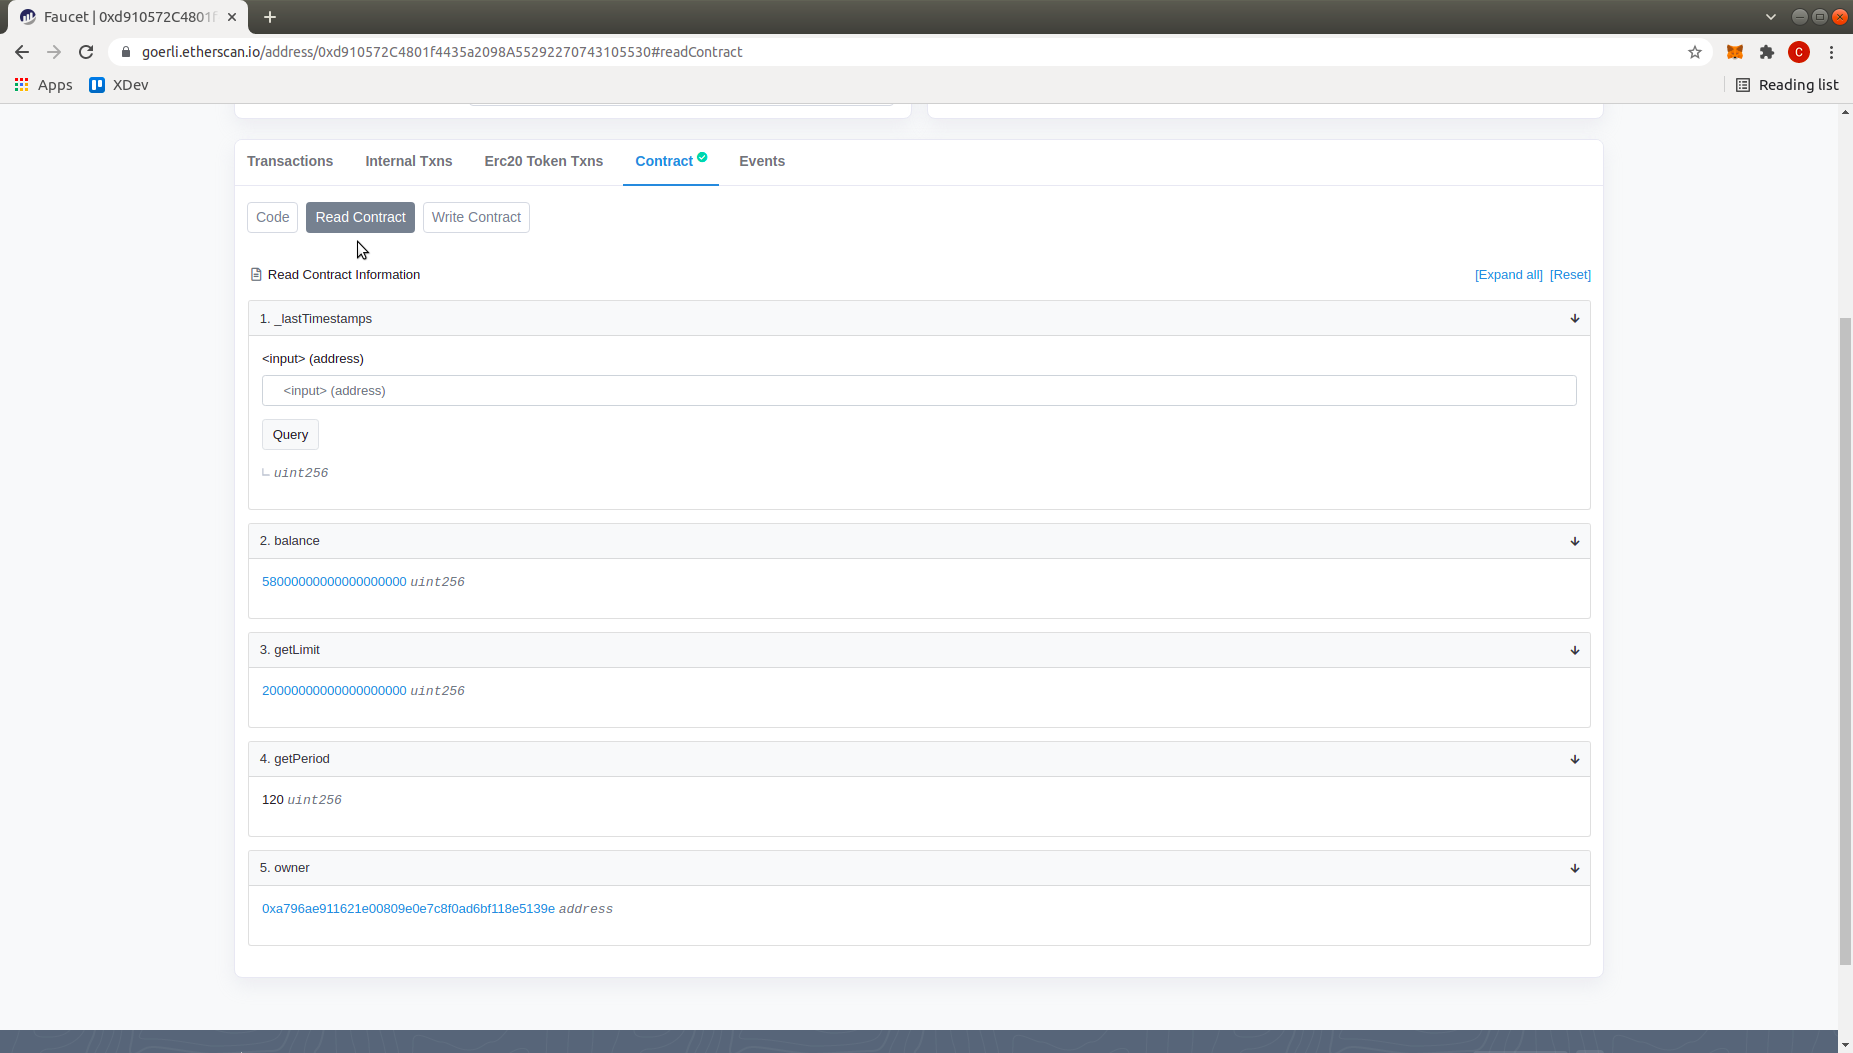 Faucet | 0xd910572C4801f
goerli.etherscan.io/address/0xd910572C4801f4435a2098A55292270743105530#readContract
C
Apps XDev Reading list
Transactions Internal Txns Erc20 Token Txns Contract Events
Code Read Contract Write Contract
Read Contract Information [Expand all] [Reset]
1. _lastTimestamps
<input> (address)
<input> (address)
Query
uint256
2. balance
58000000000000000000 uint256
3. getLimit
20000000000000000000 uint256
4. getPeriod
120 uint256
5. owner
0xa796ae911621e00809e0e7c8f0ad6bf118e5139e address